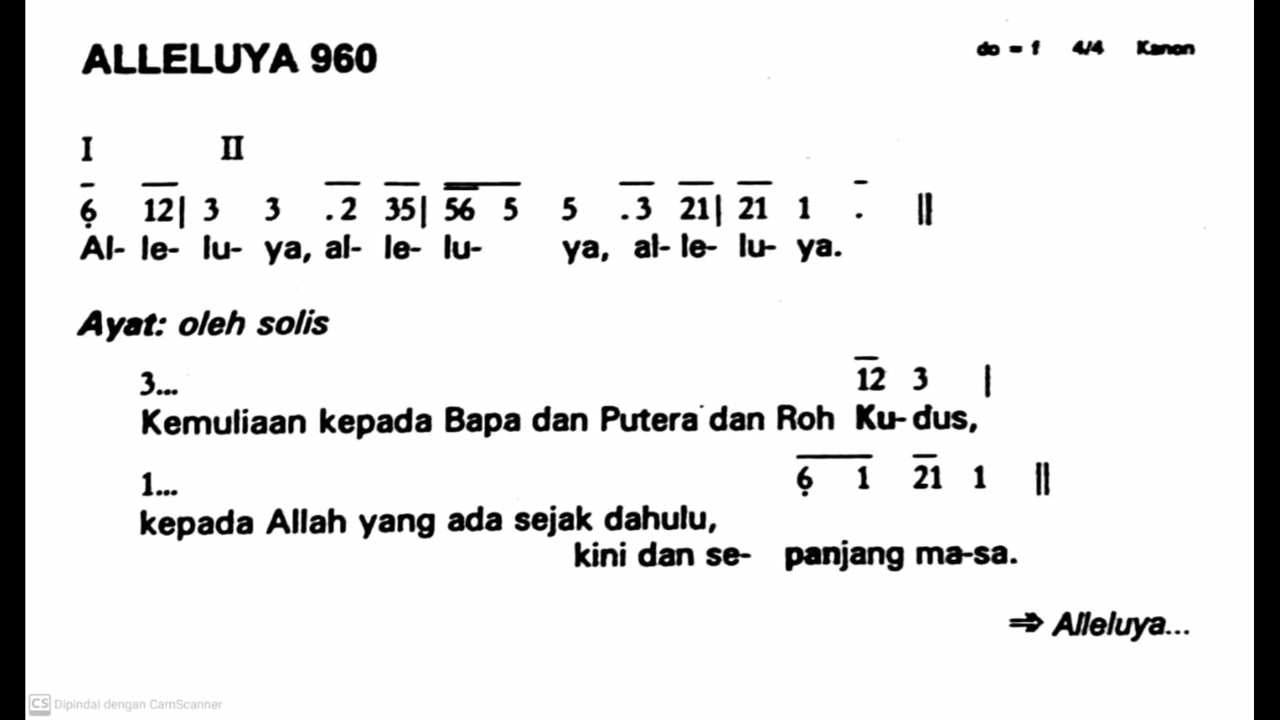 ALLELUYA 960
do = f 4/4 Kanon
I II
6̣ 12| 3 3 .2 35| 56 5 5 .3 21| 21 1 . ||
Al- le- lu- ya, al- le- lu- ya, al- le- lu- ya.
Ayat: oleh solis
3... 12 3 |
Kemuliaan kepada Bapa dan Putera dan Roh Ku- dus,
1... 6̣ 1 21 1 ||
kepada Allah yang ada sejak dahulu,
kini dan se- panjang ma-sa.
⇒ Alleluya...
CS Dipindai dengan CamScanner